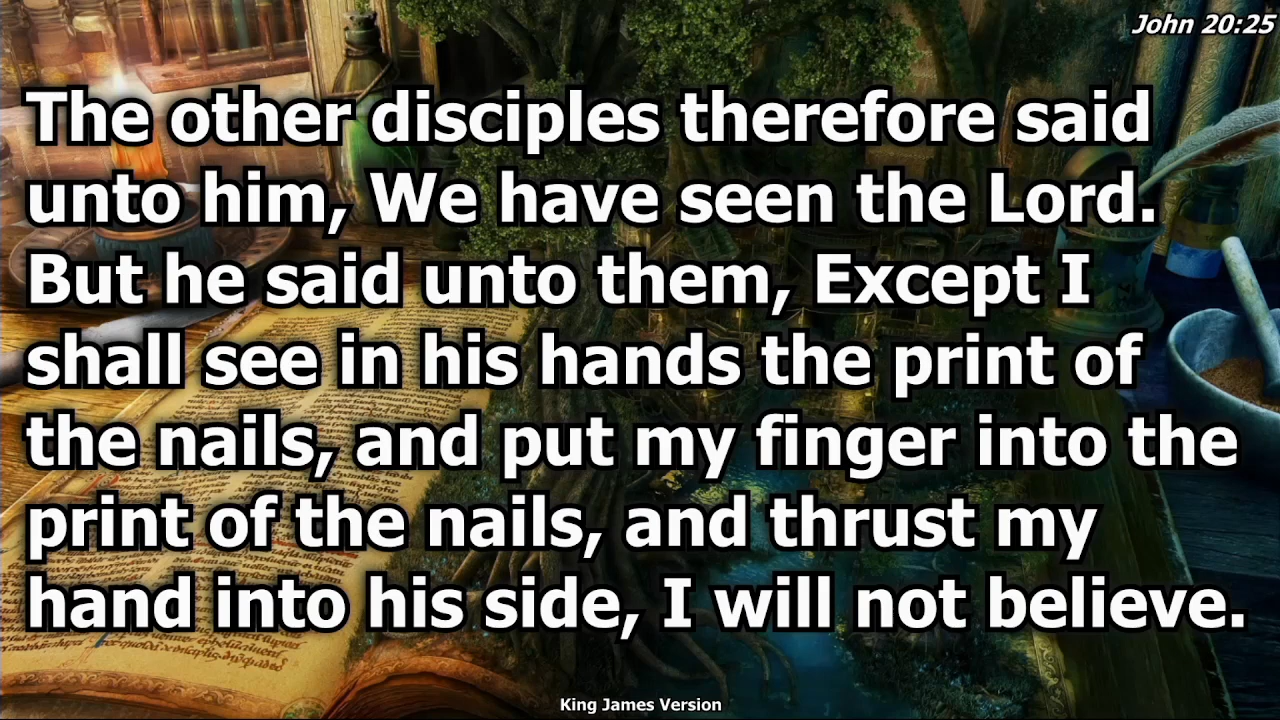 John 20:25
The other disciples therefore said
unto him, We have seen the Lord.
But he said unto them, Except I
shall see in his hands the print of
the nails, and put my finger into the
print of the nails, and thrust my
hand into his side, I will not believe.
King James Version